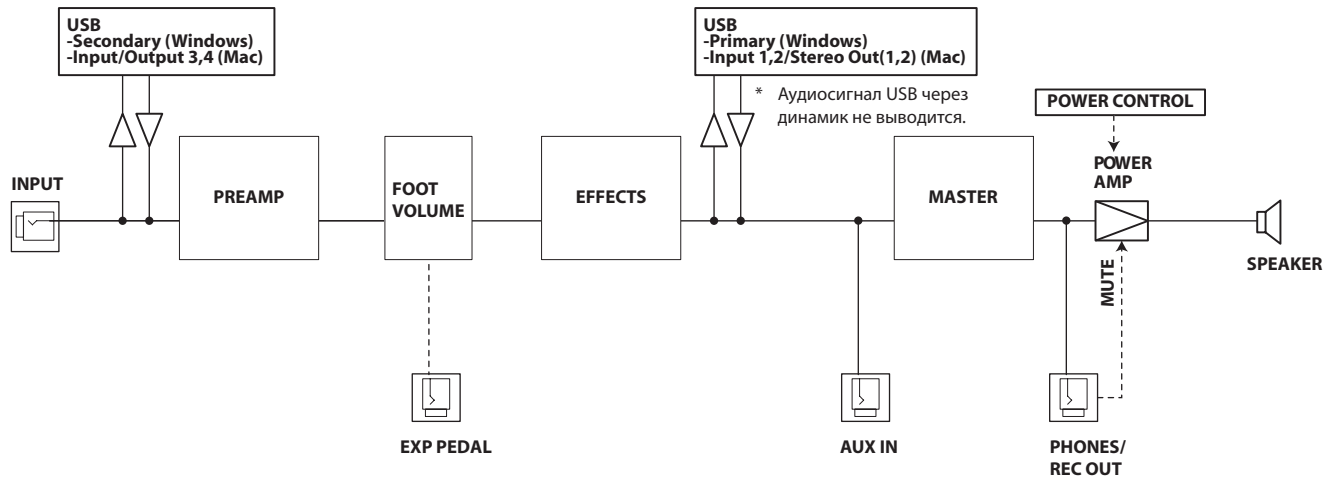 USB
-Secondary (Windows)
-Input/Output 3,4 (Mac)
USB
-Primary (Windows)
-Input 1,2/Stereo Out(1,2) (Mac)
* Аудиосигнал USB через
динамик не выводится.
POWER CONTROL
INPUT
PREAMP
FOOT
VOLUME
EFFECTS
MASTER
POWER
AMP
MUTE
SPEAKER
EXP PEDAL
AUX IN
PHONES/
REC OUT